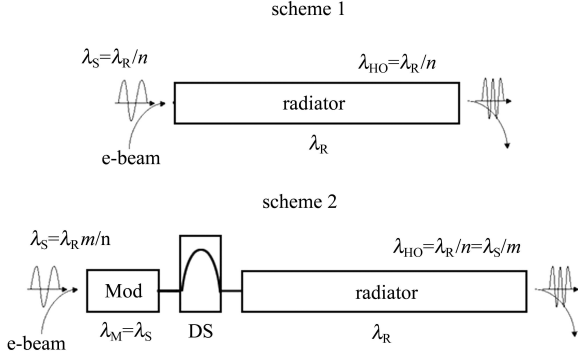 scheme 1
λS=λR/n
λHO=λR/n
radiator
e-beam
λR
scheme 2
λS=λRm/n
λHO=λR/n=λS/m
Mod
radiator
e-beam
λM=λS
DS
λR